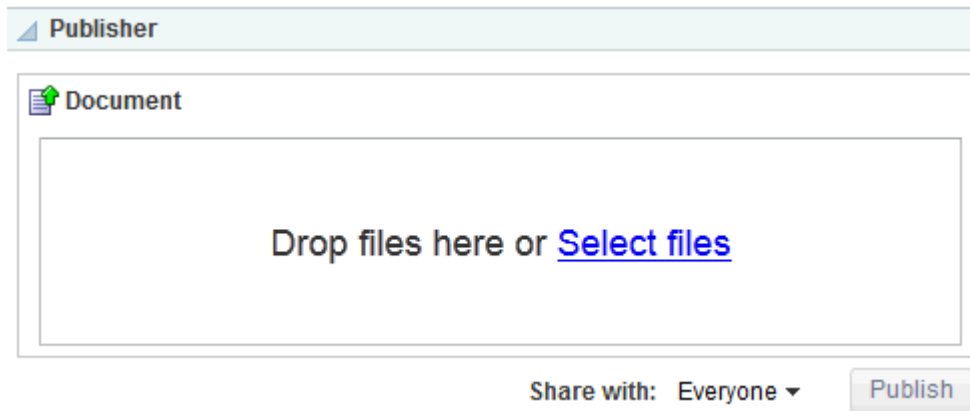 Publisher
Document
Drop files here or Select files
Share with: Everyone Publish